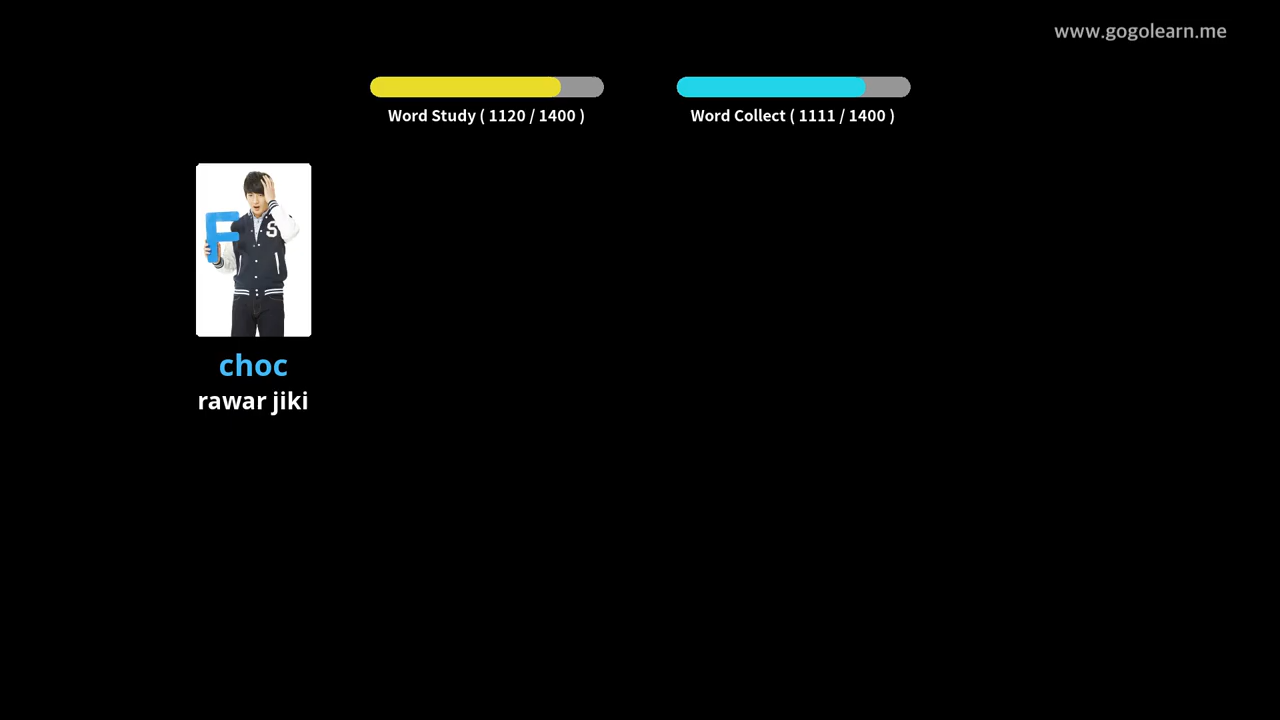 www.gogolearn.me
Word Study ( 1120 / 1400 )
Word Collect ( 1111 / 1400 )
F
S
choc
rawar jiki